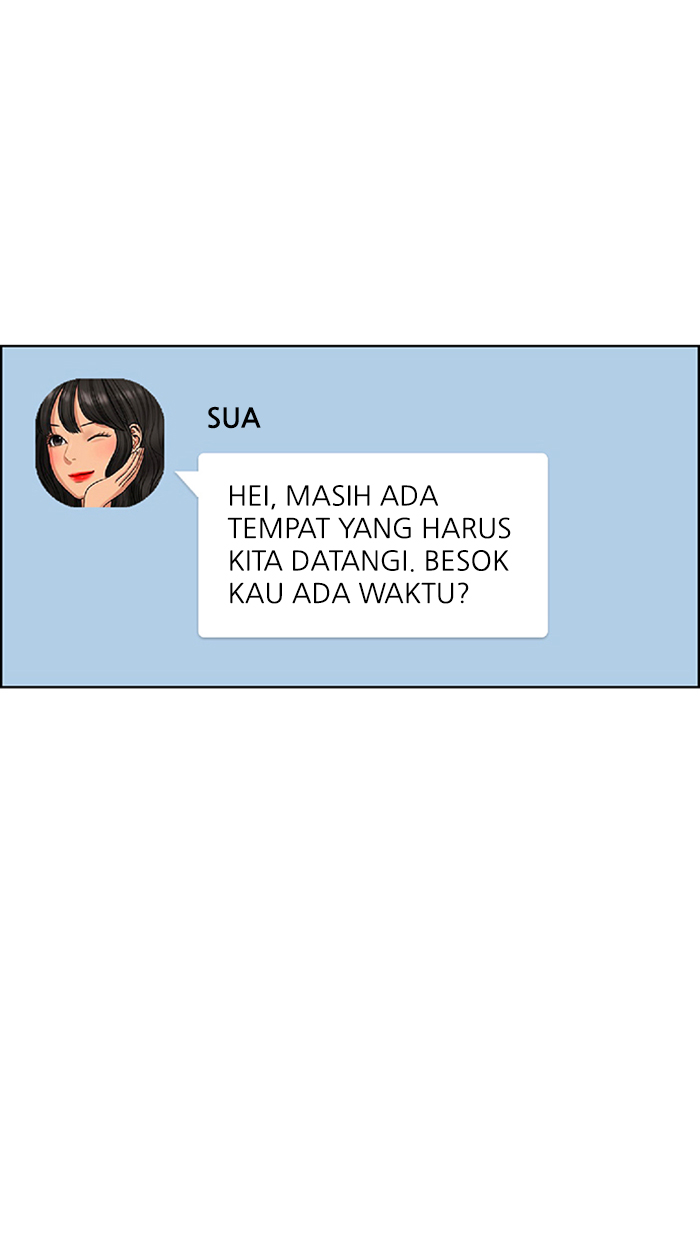 SUA
HEI, MASIH ADA
TEMPAT YANG HARUS
KITA DATANGI. BESOK
KAU ADA WAKTU?